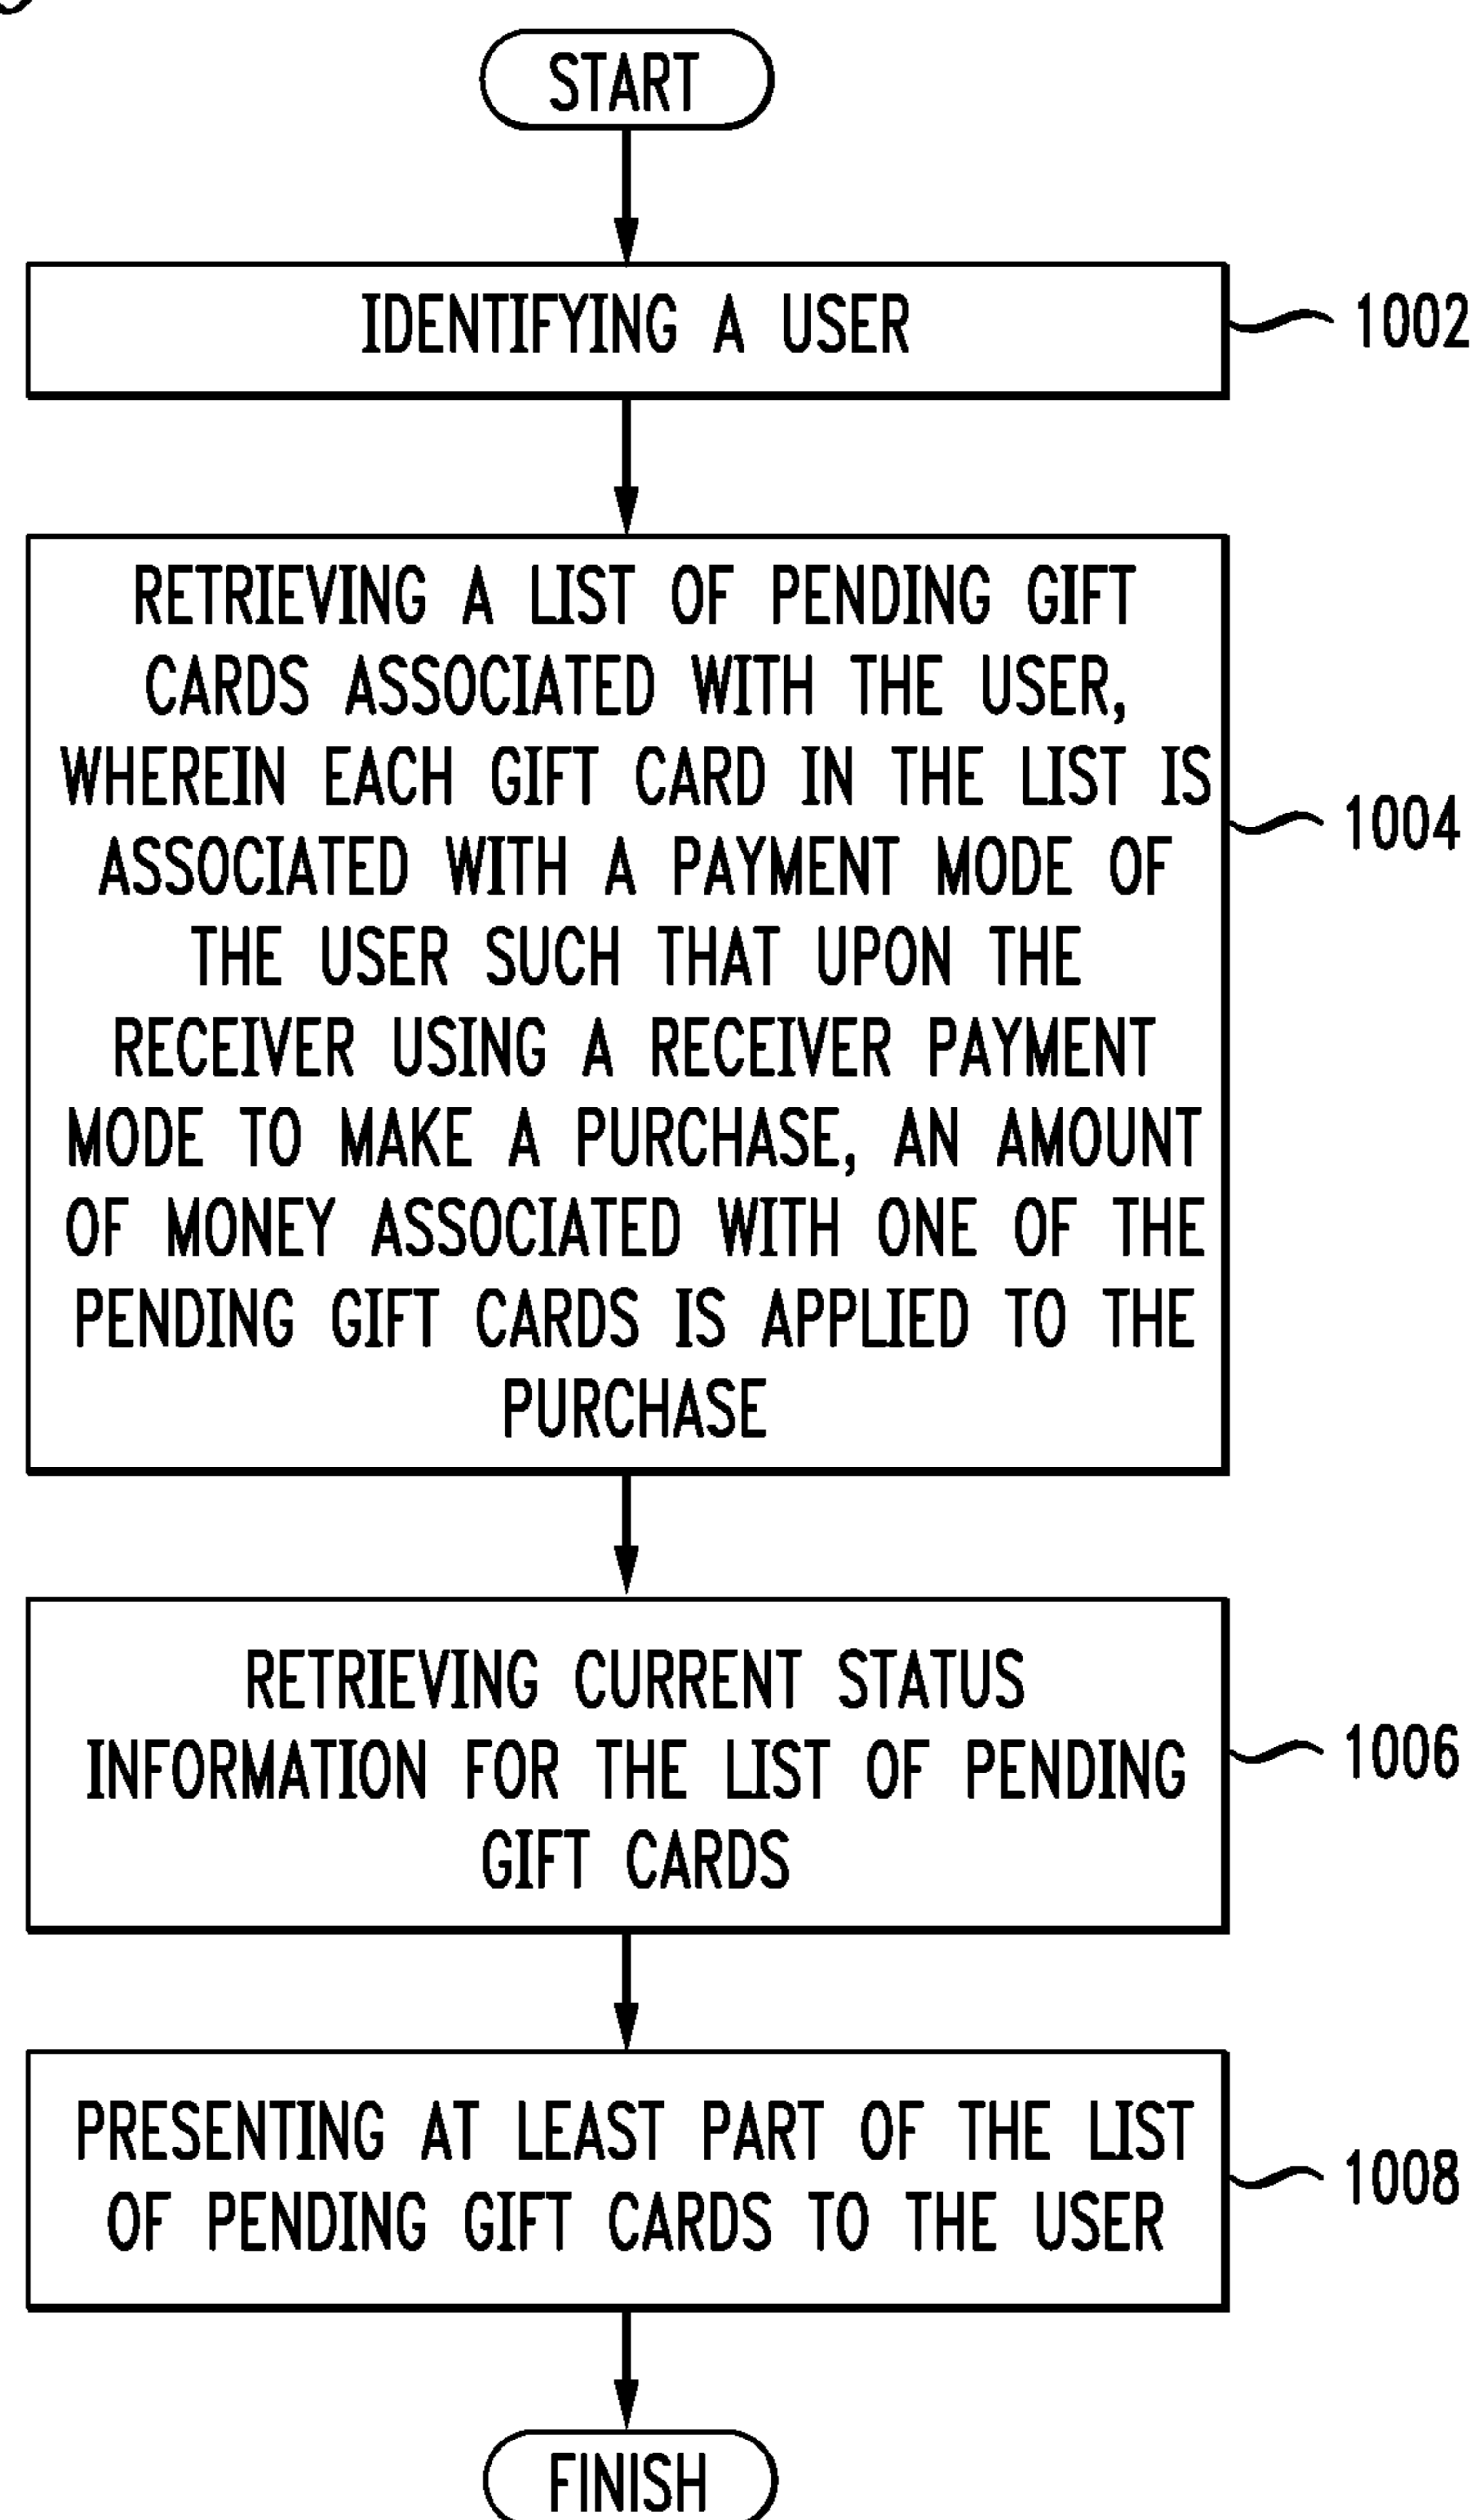 START
IDENTIFYING A USER
1002
RETRIEVING A LIST OF PENDING GIFT
CARDS ASSOCIATED WITH THE USER,
WHEREIN EACH GIFT CARD IN THE LIST IS
ASSOCIATED WITH A PAYMENT MODE OF
THE USER SUCH THAT UPON THE
RECEIVER USING A RECEIVER PAYMENT
MODE TO MAKE A PURCHASE, AN AMOUNT
OF MONEY ASSOCIATED WITH ONE OF THE
PENDING GIFT CARDS IS APPLIED TO THE
PURCHASE
1004
RETRIEVING CURRENT STATUS
INFORMATION FOR THE LIST OF PENDING
GIFT CARDS
1006
PRESENTING AT LEAST PART OF THE LIST
OF PENDING GIFT CARDS TO THE USER
1008
FINISH